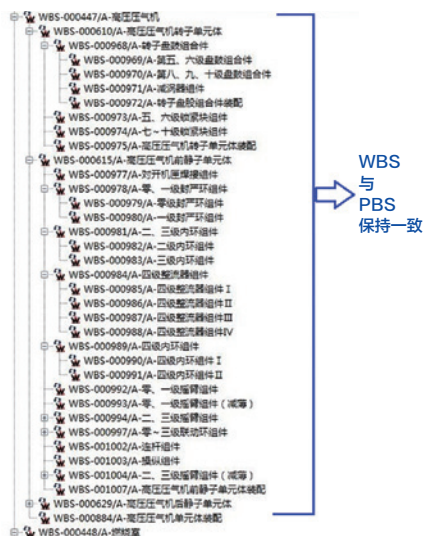 WBS-000447/A-高压压气机
WBS-000610/A-高压压气机转子单元体
WBS-000968/A-转子盘鼓组合件
WBS-000969/A-第五、六级盘鼓组合件
WBS-000970/A-第八、九、十级盘鼓组合件
WBS-000971/A-减涡器组件
WBS-000972/A-转子盘鼓组合件装配
WBS-000973/A-五、六级锁紧块组件
WBS-000974/A-七~十级锁紧块组件
WBS-000975/A-高压压气机转子单元体装配
WBS-000615/A-高压压气机前静子单元体
WBS-000977/A-对开机匣焊接组件
WBS-000978/A-零、一级封严环组件
WBS-000979/A-零级封严环组件
WBS-000980/A-一级封严环组件
WBS-000981/A-二、三级内环组件
WBS-000982/A-二级内环组件
WBS-000983/A-三级内环组件
WBS-000984/A-四级整流器组件
WBS-000985/A-四级整流器组件Ⅰ
WBS-000986/A-四级整流器组件Ⅱ
WBS-000987/A-四级整流器组件Ⅲ
WBS-000988/A-四级整流器组件Ⅳ
WBS-000989/A-四级内环组件
WBS-000990/A-四级内环组件Ⅰ
WBS-000991/A-四级内环组件Ⅱ
WBS-000992/A-零、一级摇臂组件
WBS-000993/A-零、一级摇臂组件(减薄)
WBS-000994/A-二、三级摇臂组件
WBS-000997/A-零~三级联动环组件
WBS-001002/A-连杆组件
WBS-001003/A-操纵组件
WBS-001004/A-二、三级摇臂组件(减薄)
WBS-001007/A-高压压气机前静子单元体装配
WBS-000629/A-高压压气机后静子单元体
WBS-000884/A-高压压气机单元体装配
WBS-000448/A-燃烧室
WBS
与
PBS
保持一致